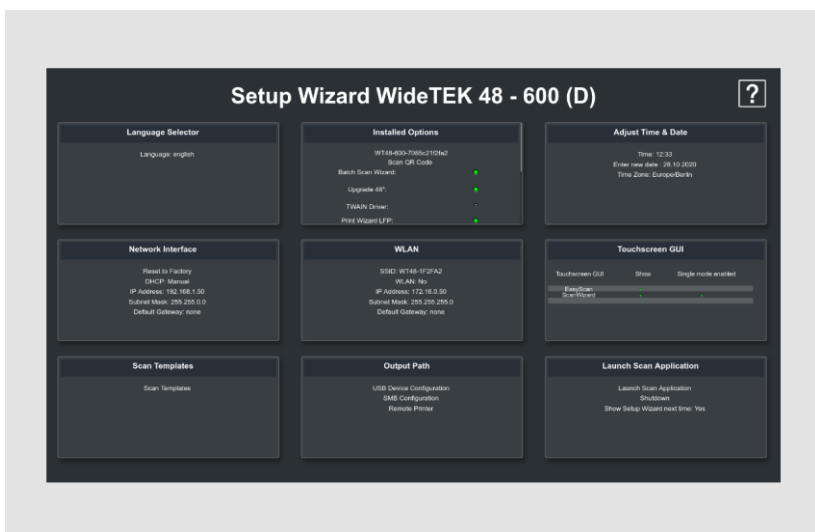 Setup Wizard WideTEK 48 - 600 (D)
?
Language Selector
Language: english
Installed Options
Scan QR Code
Batch Scan Wizard:
Upgrade 48":
TWAIN Driver:
Print Wizard LFP:
Adjust Time & Date
Time: 12:33
Enter new date : 28.10.2020
Time Zone: Europe/Berlin
Network Interface
Reset to Factory
DHCP: Manual
IP Address: 192.168.1.50
Subnet Mask: 255.255.0.0
Default Gateway: none
WLAN
SSID: WT48-1F2FA2
WLAN: No
IP Address: 172.16.0.50
Subnet Mask: 255.255.255.0
Default Gateway: none
Touchscreen GUI
Touchscreen GUI Show Single mode enabled
EasyScan
ScanWizard
Scan Templates
Scan Templates
Output Path
USB Device Configuration
SMB Configuration
Remote Printer
Launch Scan Application
Launch Scan Application
Shutdown
Show Setup Wizard next time: Yes